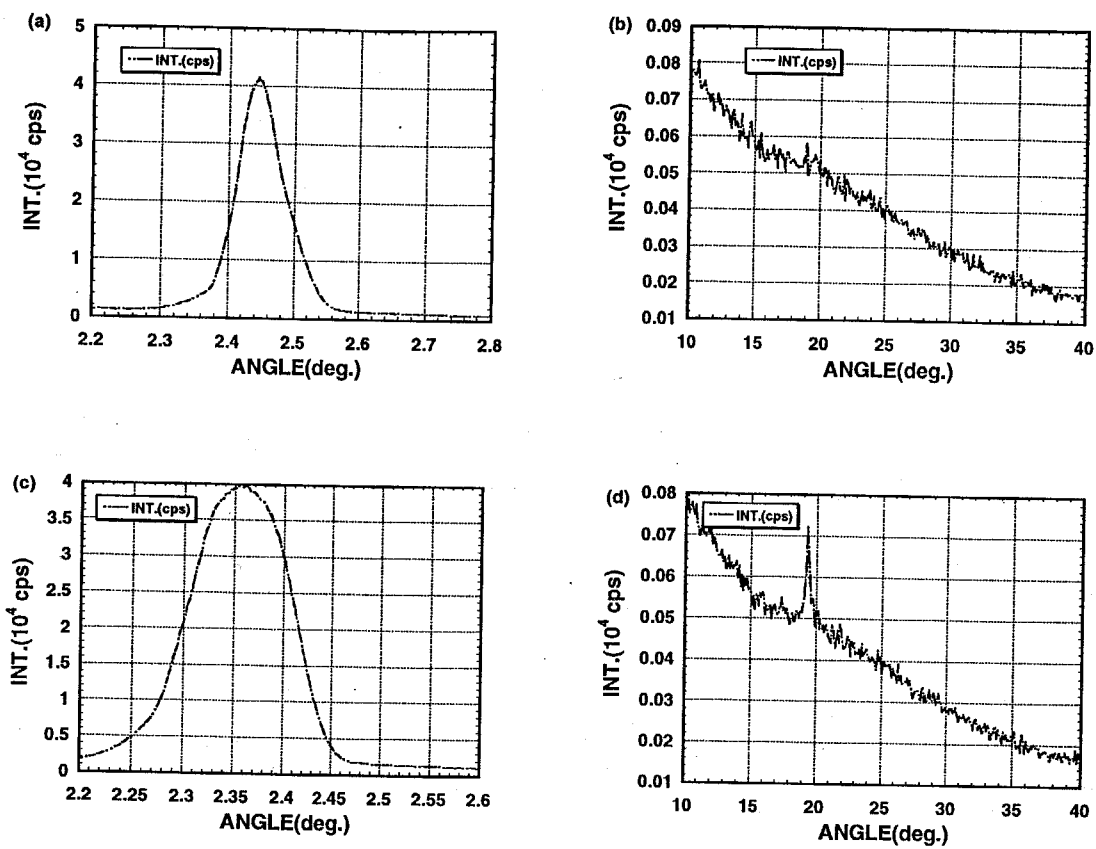 (a)
5
4
3
2
1
0
INT.(10⁴ cps)
INT.(cps)
2.2 2.3 2.4 2.5 2.6 2.7 2.8
ANGLE(deg.)
(b)
0.09
0.08
0.07
0.06
0.05
0.04
0.03
0.02
0.01
INT.(10⁴ cps)
INT.(cps)
10 15 20 25 30 35 40
ANGLE(deg.)
(c)
4
3.5
3
2.5
2
1.5
1
0.5
0
INT.(10⁴ cps)
INT.(cps)
2.2 2.25 2.3 2.35 2.4 2.45 2.5 2.55 2.6
ANGLE(deg.)
(d)
0.08
0.07
0.06
0.05
0.04
0.03
0.02
0.01
INT.(10⁴ cps)
INT.(cps)
10 15 20 25 30 35 40
ANGLE(deg.)